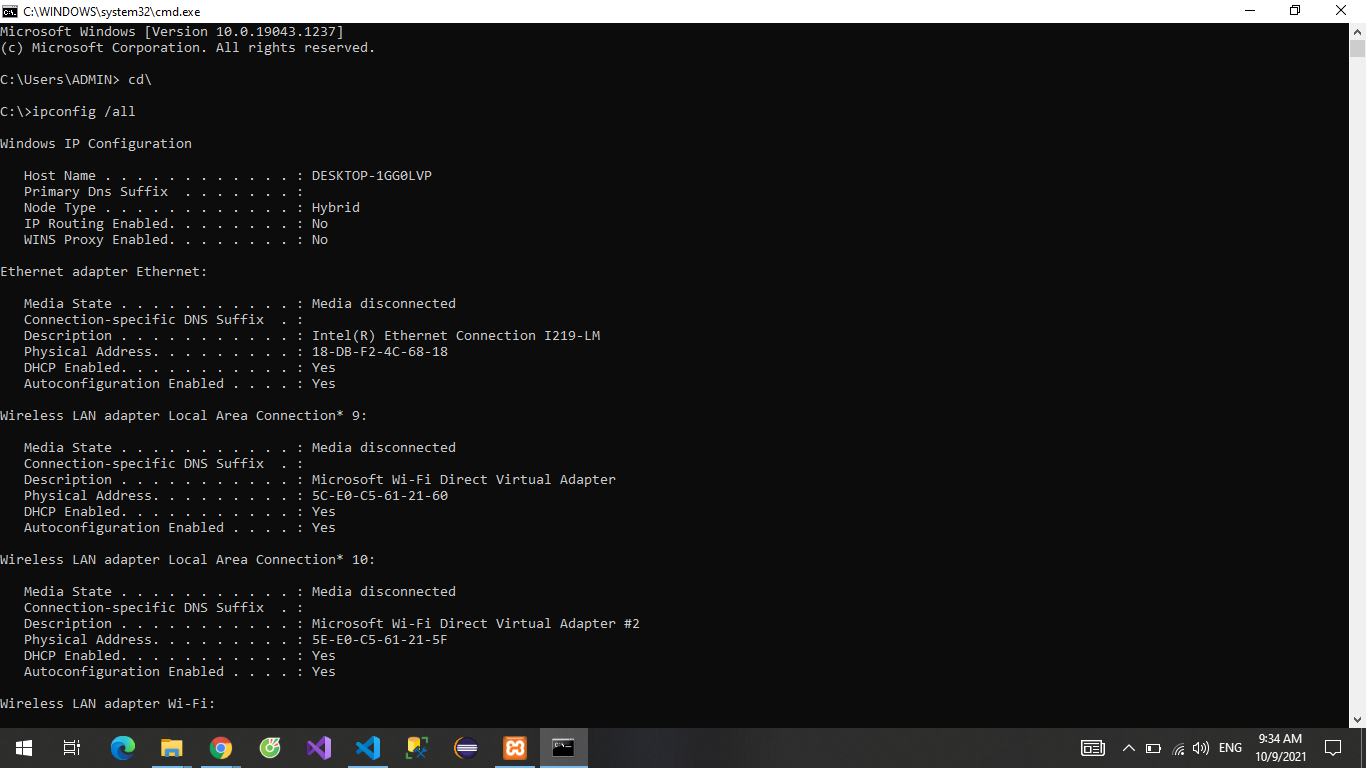 C:\WINDOWS\system32\cmd.exe
Microsoft Windows [Version 10.0.19043.1237]
(c) Microsoft Corporation. All rights reserved.
C:\Users\ADMIN> cd\
C:\>ipconfig /all
Windows IP Configuration
Host Name . . . . . . . . . . . . : DESKTOP-1GG0LVP
Primary Dns Suffix  . . . . . . . :
Node Type . . . . . . . . . . . . : Hybrid
IP Routing Enabled. . . . . . . . : No
WINS Proxy Enabled. . . . . . . . : No
Ethernet adapter Ethernet:
Media State . . . . . . . . . . . : Media disconnected
Connection-specific DNS Suffix  . :
Description . . . . . . . . . . . : Intel(R) Ethernet Connection I219-LM
Physical Address. . . . . . . . . : 18-DB-F2-4C-68-18
DHCP Enabled. . . . . . . . . . . : Yes
Autoconfiguration Enabled . . . . : Yes
Wireless LAN adapter Local Area Connection* 9:
Media State . . . . . . . . . . . : Media disconnected
Connection-specific DNS Suffix  . :
Description . . . . . . . . . . . : Microsoft Wi-Fi Direct Virtual Adapter
Physical Address. . . . . . . . . : 5C-E0-C5-61-21-60
DHCP Enabled. . . . . . . . . . . : Yes
Autoconfiguration Enabled . . . . : Yes
Wireless LAN adapter Local Area Connection* 10:
Media State . . . . . . . . . . . : Media disconnected
Connection-specific DNS Suffix  . :
Description . . . . . . . . . . . : Microsoft Wi-Fi Direct Virtual Adapter #2
Physical Address. . . . . . . . . : 5E-E0-C5-61-21-5F
DHCP Enabled. . . . . . . . . . . : Yes
Autoconfiguration Enabled . . . . : Yes
Wireless LAN adapter Wi-Fi:
ENG
9:34 AM
10/9/2021